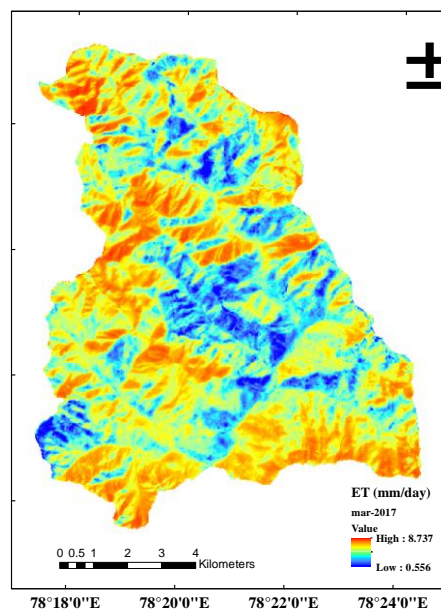 ±
ET (mm/day)
mar-2017
Value
High : 8.737
Low : 0.556
0 0.5 1 2 3 4
Kilometers
78°18'0"E 78°20'0"E 78°22'0"E 78°24'0"E